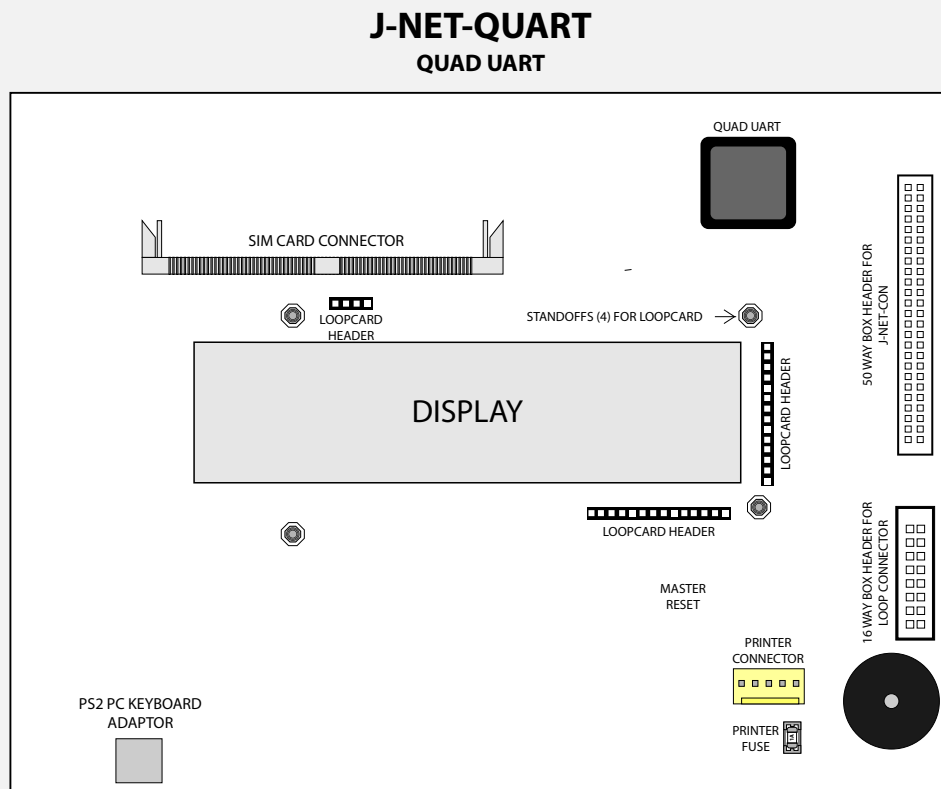 J-NET-QUART
QUAD UART
QUAD UART
SIM CARD CONNECTOR
LOOPCARD
HEADER
STANDOFFS (4) FOR LOOPCARD
50 WAY BOX HEADER FOR
J-NET-CON
DISPLAY
LOOPCARD HEADER
LOOPCARD HEADER
16 WAY BOX HEADER FOR
LOOP CONNECTOR
MASTER
RESET
PRINTER
CONNECTOR
PS2 PC KEYBOARD
ADAPTOR
PRINTER
FUSE
1A